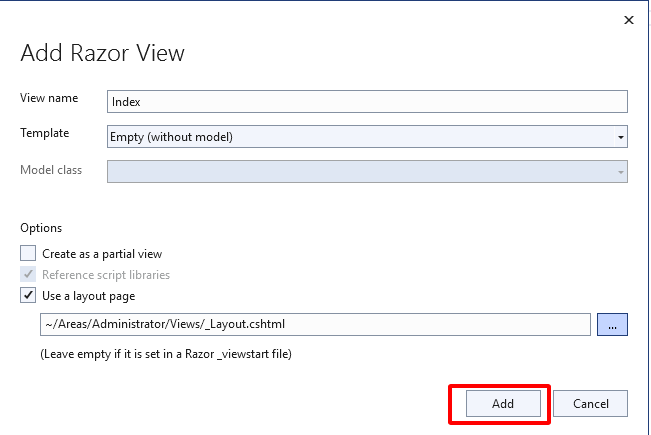 Add Razor View
View name
Index
Template
Empty (without model)
Model class
Options
Create as a partial view
Reference script libraries
Use a layout page
~/Areas/Administrator/Views/_Layout.cshtml
...
(Leave empty if it is set in a Razor _viewstart file)
Add
Cancel